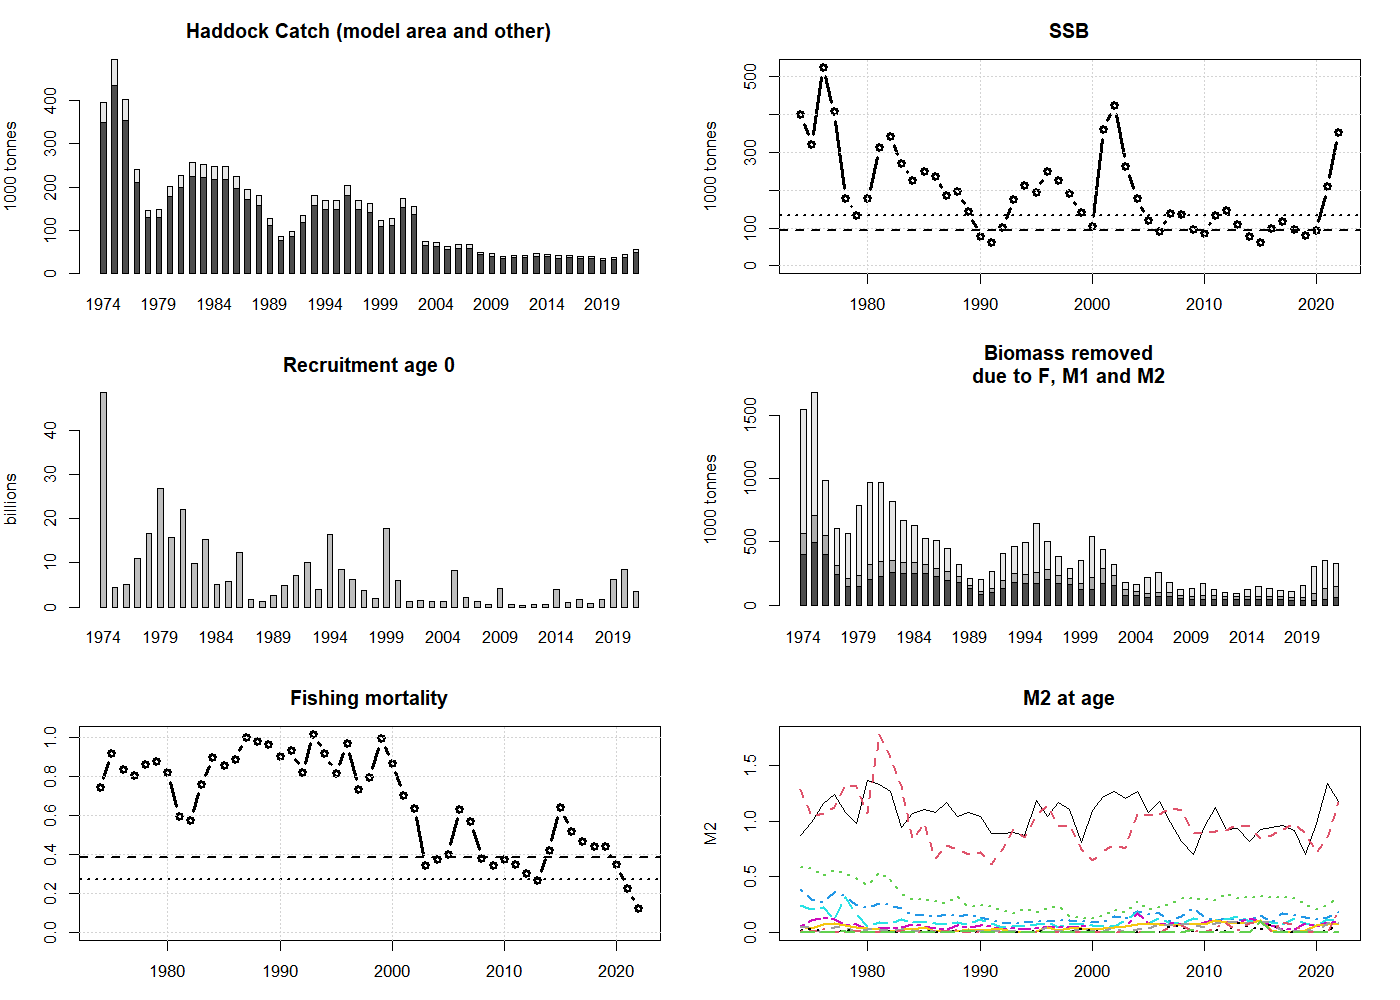 Haddock Catch (model area and other)
1000 tonnes
0 100 200 300 400
1974 1979 1984 1989 1994 1999 2004 2009 2014 2019
SSB
1000 tonnes
0 100 300 500
1980 1990 2000 2010 2020
Recruitment age 0
billions
0 10 20 30 40
1974 1979 1984 1989 1994 1999 2004 2009 2014 2019
Biomass removed
due to F, M1 and M2
1000 tonnes
0 500 1000 1500
1974 1979 1984 1989 1994 1999 2004 2009 2014 2019
Fishing mortality
0.0 0.2 0.4 0.6 0.8 1.0
1980 1990 2000 2010 2020
M2 at age
M2
0.0 0.5 1.0 1.5
1980 1990 2000 2010 2020